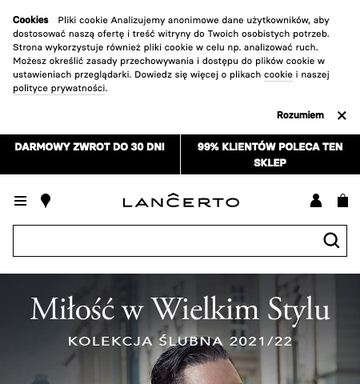 Cookies Pliki cookie Analizujemy anonimowe dane użytkowników, aby
dostosować naszą ofertę i treść witryny do Twoich osobistych potrzeb.
Strona wykorzystuje również pliki cookie w celu np. analizować ruch.
Możesz określić zasady przechowywania i dostępu do plików cookie w
ustawieniach przeglądarki. Dowiedz się więcej o plikach cookie i naszej
polityce prywatności.
Rozumiem
DARMOWY ZWROT DO 30 DNI
99% KLIENTÓW POLECA TEN
SKLEP
LANCERTO
Miłość w Wielkim Stylu
KOLEKCJA ŚLUBNA 2021/22